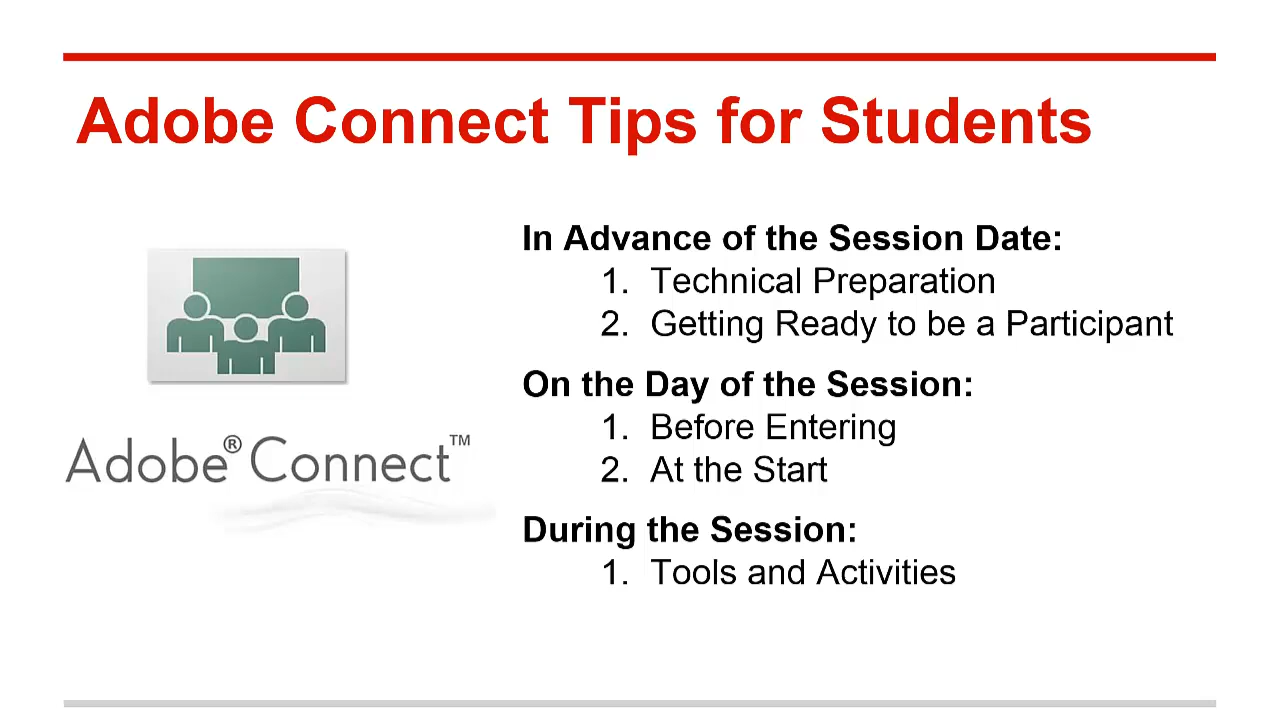 Adobe Connect Tips for Students
Adobe® Connect™
In Advance of the Session Date:
1. Technical Preparation
2. Getting Ready to be a Participant
On the Day of the Session:
1. Before Entering
2. At the Start
During the Session:
1. Tools and Activities